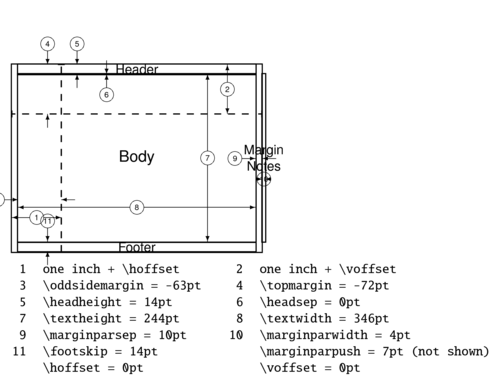 4 5
Header
6 2
Body
7 9
Margin
Notes
8
1 11
Footer
1 one inch + \hoffset 2 one inch + \voffset
3 \oddsidemargin = -63pt 4 \topmargin = -72pt
5 \headheight = 14pt 6 \headsep = 0pt
7 \textheight = 244pt 8 \textwidth = 346pt
9 \marginparsep = 10pt 10 \marginparwidth = 4pt
11 \footskip = 14pt \marginparpush = 7pt (not shown)
\hoffset = 0pt \voffset = 0pt